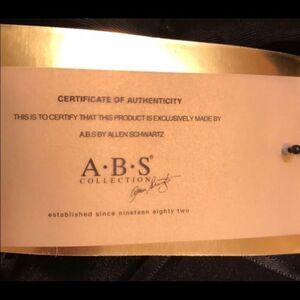 CERTIFICATE OF AUTHENTICITY
THIS IS TO CERTIFY THAT THIS PRODUCT IS EXCLUSIVELY MADE BY
A.B.S BY ALLEN SCHWARTZ
A·B·S®
COLLECTION
established since nineteen eighty two